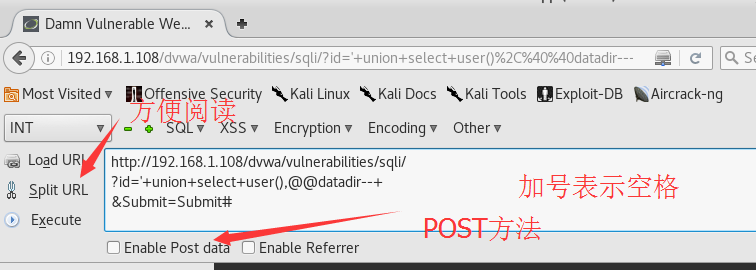 Damn Vulnerable We...
192.168.1.108/dvwa/vulnerabilities/sqli/?id='+union+select+user()%2C%40%40datadir---
Se
Most Visited
Offensive Security
Kali Linux
Kali Docs
Kali Tools
Exploit-DB
Aircrack-ng
方便阅读
INT
SQL
XSS
Encryption
Encoding
Other
Load URL
http://192.168.1.108/dvwa/vulnerabilities/sqli/
Split URL
?id='+union+select+user(),@@datadir--+
加号表示空格
Execute
&Submit=Submit#
POST方法
Enable Post data
Enable Referrer